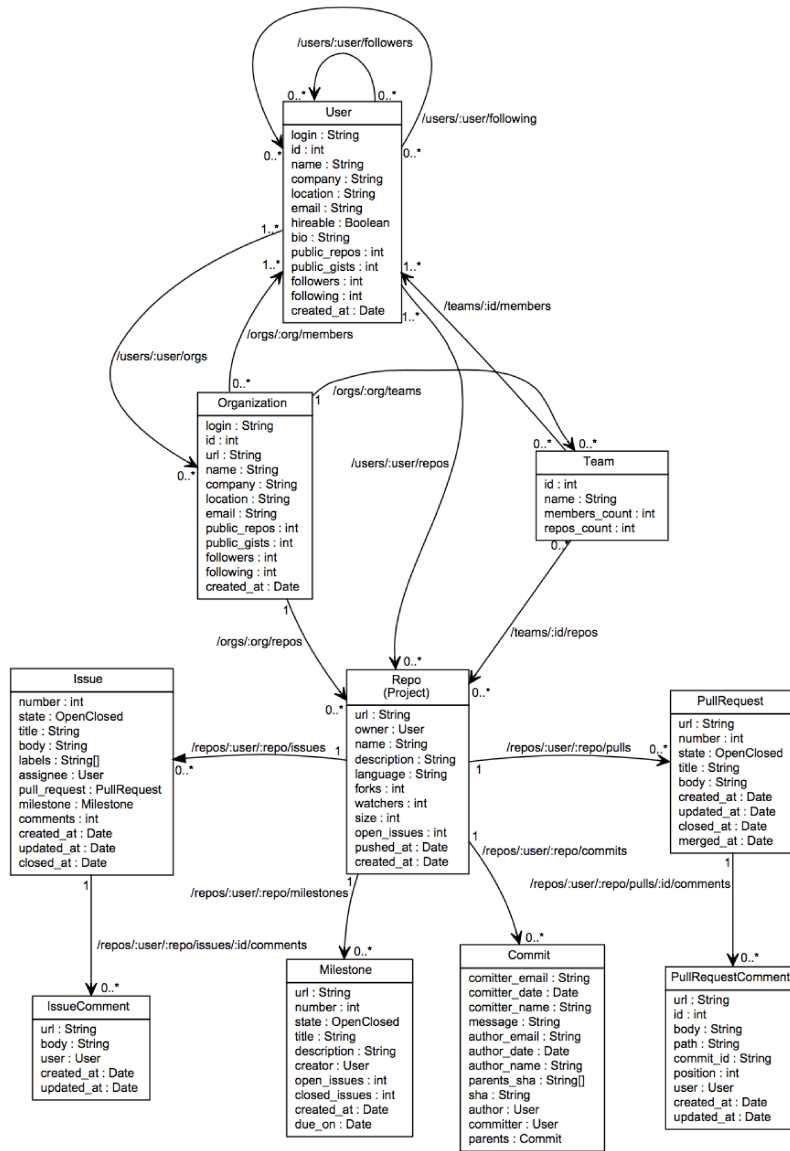 /users/:user/followers
0..*
0..*
User
/users/:user/following
0..*
0..*
login : String
id : int
name : String
company : String
location : String
email : String
hireable : Boolean
bio : String
public_repos : int
public_gists : int
followers : int
following : int
created_at : Date
1..*
1..*
1..*
1..*
/teams/:id/members
/orgs/:org/members
/users/:user/orgs
0..*
Organization
1
/orgs/:org/teams
login : String
id : int
url : String
name : String
company : String
location : String
email : String
public_repos : int
public_gists : int
followers : int
following : int
created_at : Date
0..*
0..*
0..*
/users/:user/repos
Team
id : int
name : String
members_count : int
repos_count : int
0..*
1
/orgs/:org/repos
/teams/:id/repos
0..*
0..*
0..*
Issue
number : int
state : OpenClosed
title : String
body : String
labels : String[]
assignee : User
pull_request : PullRequest
milestone : Milestone
comments : int
created_at : Date
updated_at : Date
closed_at : Date
Repo
(Project)
url : String
owner : User
name : String
description : String
language : String
forks : int
watchers : int
size : int
open_issues : int
pushed_at : Date
created_at : Date
PullRequest
url : String
number : int
state : OpenClosed
title : String
body : String
created_at : Date
updated_at : Date
closed_at : Date
merged_at : Date
/repos/:user/:repo/issues
1
0..*
/repos/:user/:repo/pulls
1
0..*
1
/repos/:user/:repo/commits
1
/repos/:user/:repo/milestones
1
/repos/:user/:repo/pulls/:id/comments
1
/repos/:user/:repo/issues/:id/comments
0..*
0..*
0..*
0..*
IssueComment
url : String
body : String
user : User
created_at : Date
updated_at : Date
Milestone
url : String
number : int
state : OpenClosed
title : String
description : String
creator : User
open_issues : int
closed_issues : int
created_at : Date
due_on : Date
Commit
comitter_email : String
comitter_date : Date
comitter_name : String
message : String
author_email : String
author_date : Date
author_name : String
parents_sha : String[]
sha : String
author : User
committer : User
parents : Commit
PullRequestComment
url : String
id : int
body : String
path : String
commit_id : String
position : int
user : User
created_at : Date
updated_at : Date